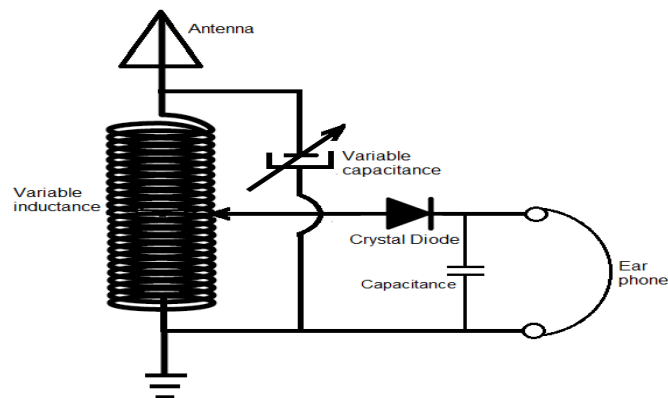 Antenna
Variable
capacitance
Variable
inductance
Crystal Diode
Capacitance
Ear
phone